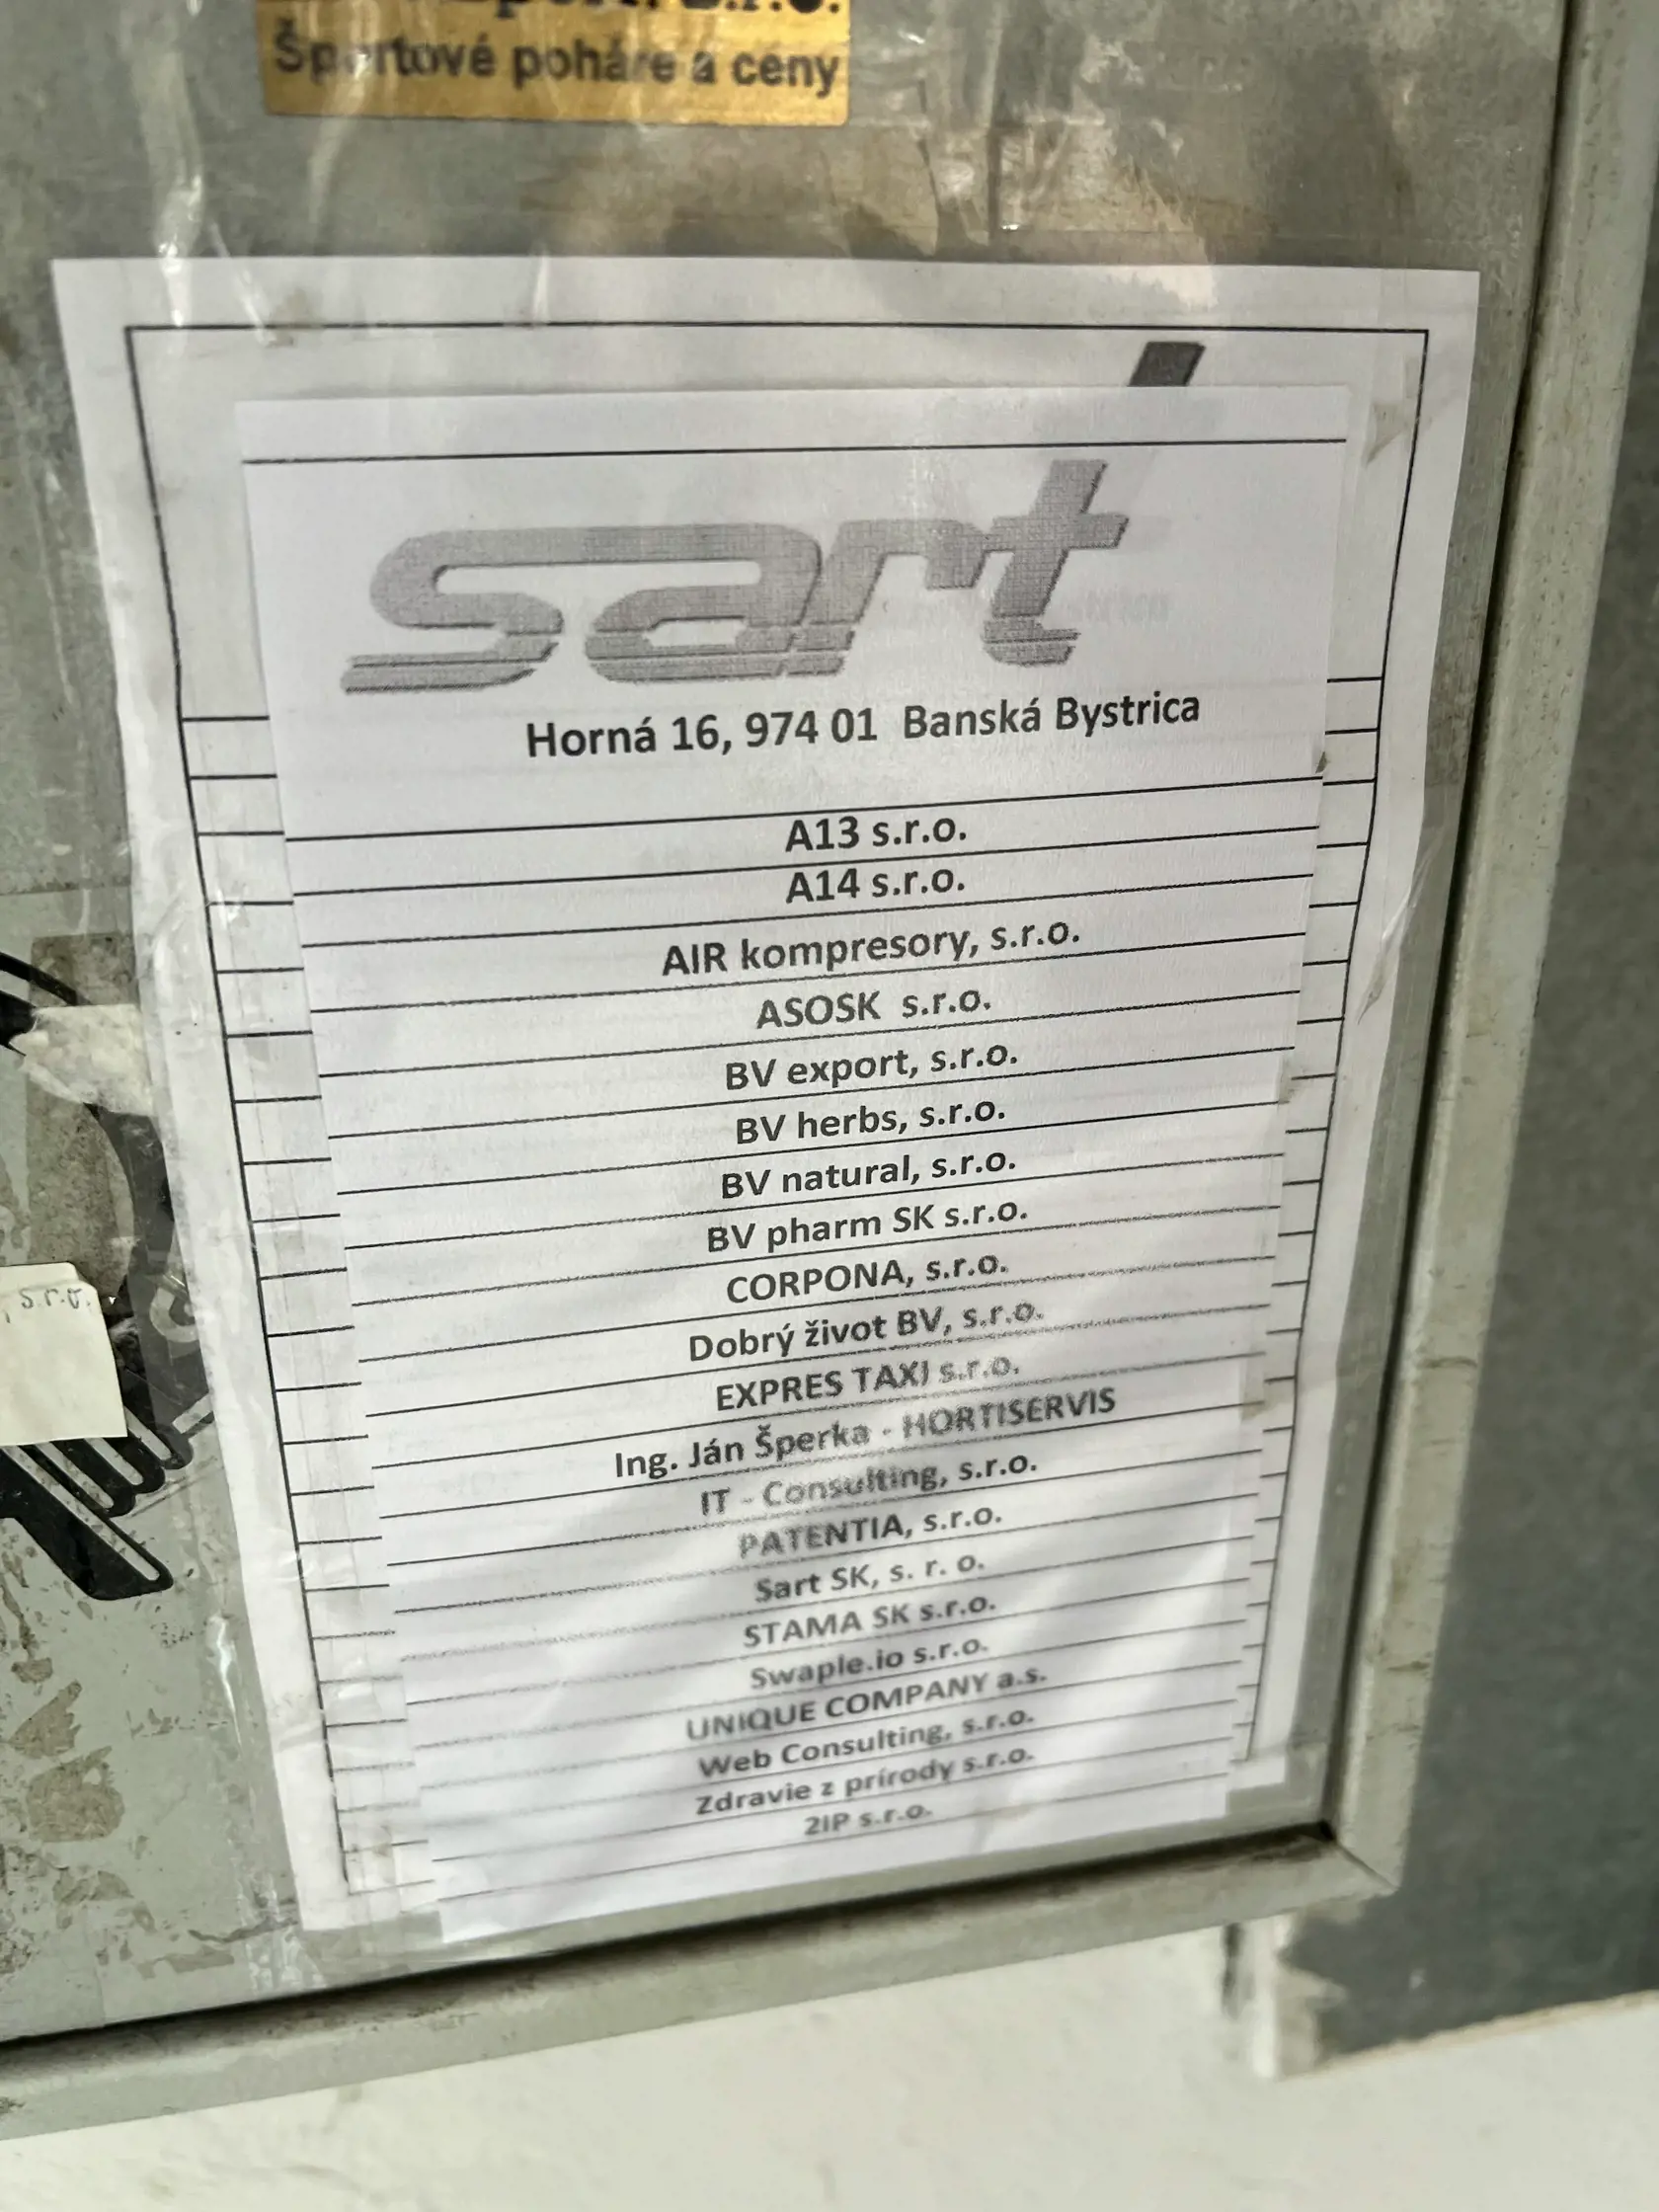 s.r.o.
Športové poháre a ceny
sart
Horná 16, 974 01 Banská Bystrica
A13 s.r.o.
A14 s.r.o.
AIR kompresory, s.r.o.
ASOSK s.r.o.
BV export, s.r.o.
BV herbs, s.r.o.
BV natural, s.r.o.
BV pharm SK s.r.o.
CORPONA, s.r.o.
Dobrý život BV, s.r.o.
EXPRES TAXI s.r.o.
Ing. Ján Šperka - HORTISERVIS
IT - Consulting, s.r.o.
PATENTIA, s.r.o.
Sart SK, s. r. o.
STAMA SK s.r.o.
Swaple.io s.r.o.
UNIQUE COMPANY a.s.
Web Consulting, s.r.o.
Zdravie z prírody s.r.o.
2IP s.r.o.
, s.r.o.